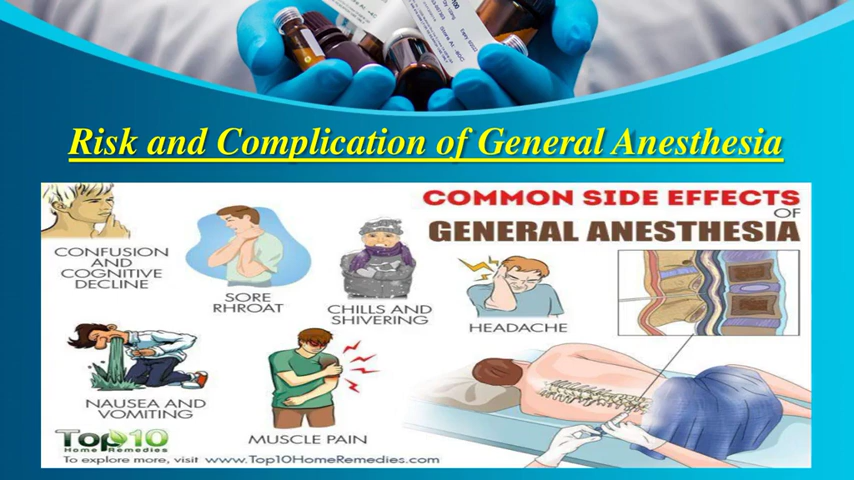 Risk and Complication of General Anesthesia
COMMON SIDE EFFECTS
OF
GENERAL ANESTHESIA
CONFUSION
AND
COGNITIVE
DECLINE
SORE
RHROAT
CHILLS AND
SHIVERING
HEADACHE
NAUSEA AND
VOMITING
MUSCLE PAIN
Top10
Home Remedies
To explore more, visit www.Top10HomeRemedies.com